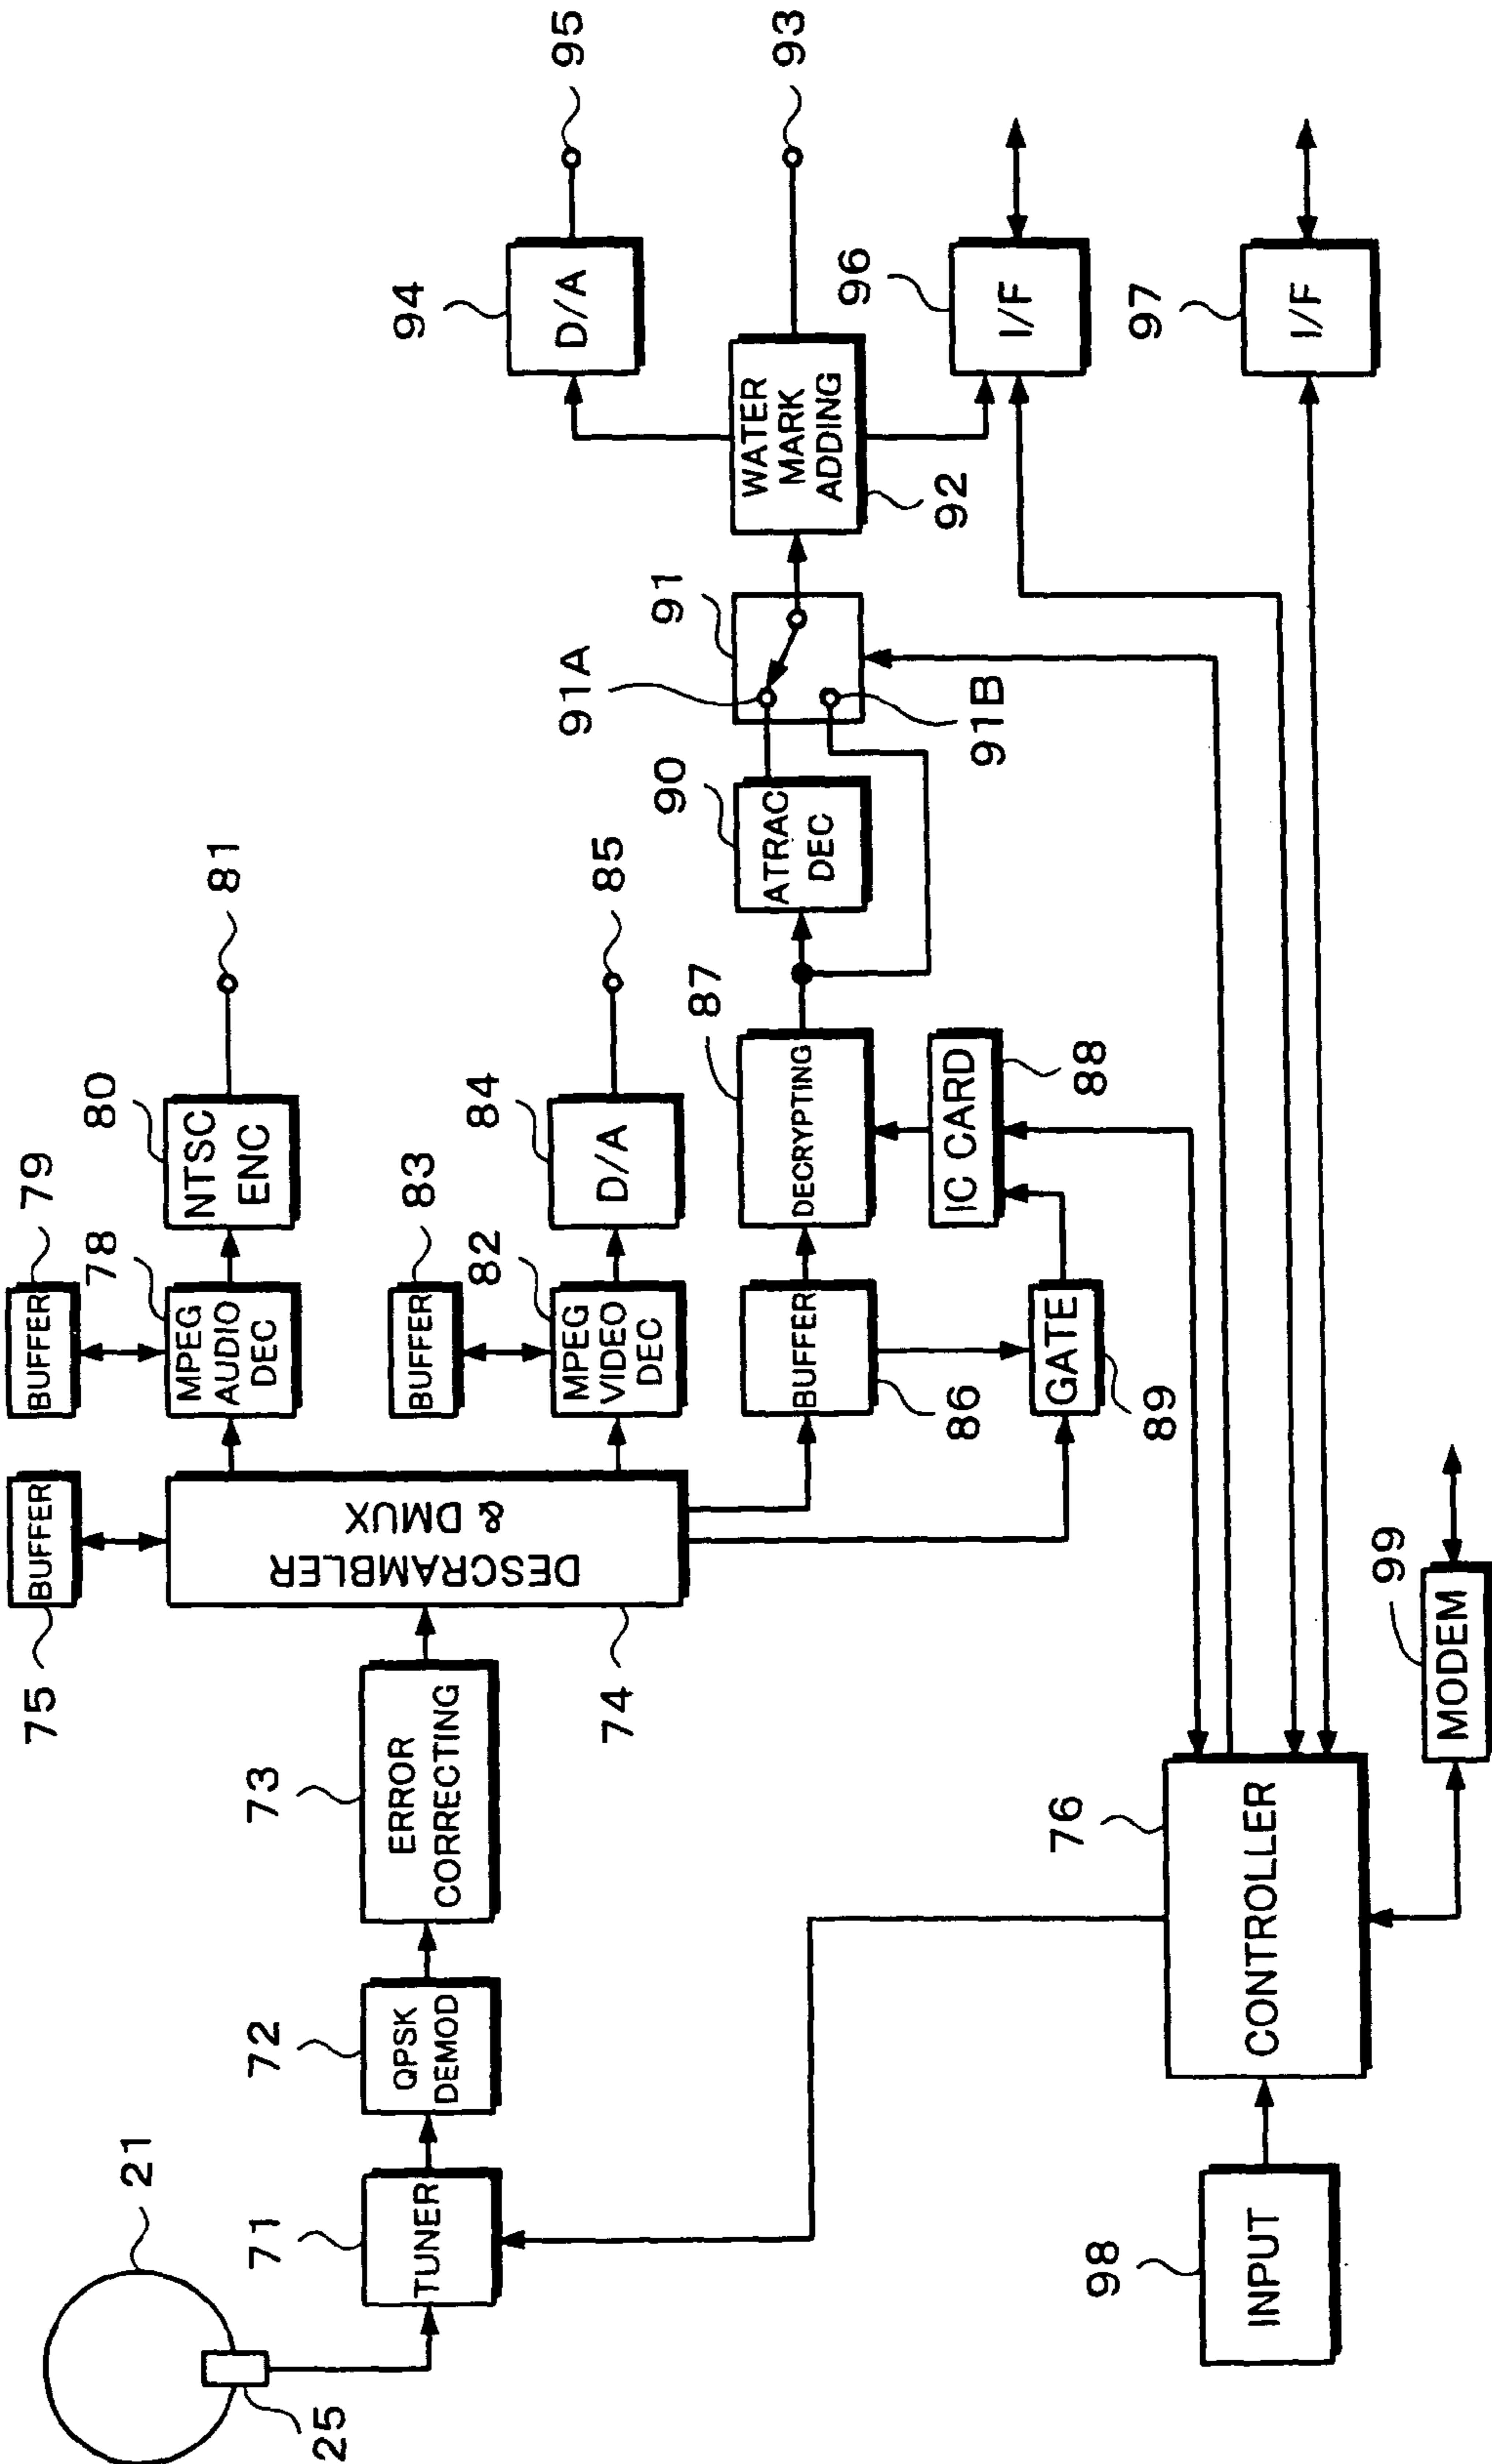 21
25
71
TUNER
72
QPSK
DEMOD
73
ERROR
CORRECTING
74
DESCRAMBLER
& DMUX
75
BUFFER
79
BUFFER
78
MPEG
AUDIO
DEC
80
NTSC
ENC
81
83
BUFFER
82
MPEG
VIDEO
DEC
84
D/A
85
86
BUFFER
87
DECRYPTING
88
IC CARD
89
GATE
90
ATRAC
DEC
91
91A
91B
92
WATER
MARK
ADDING
93
94
D/A
95
96
I/F
97
I/F
76
CONTROLLER
98
INPUT
99
MODEM